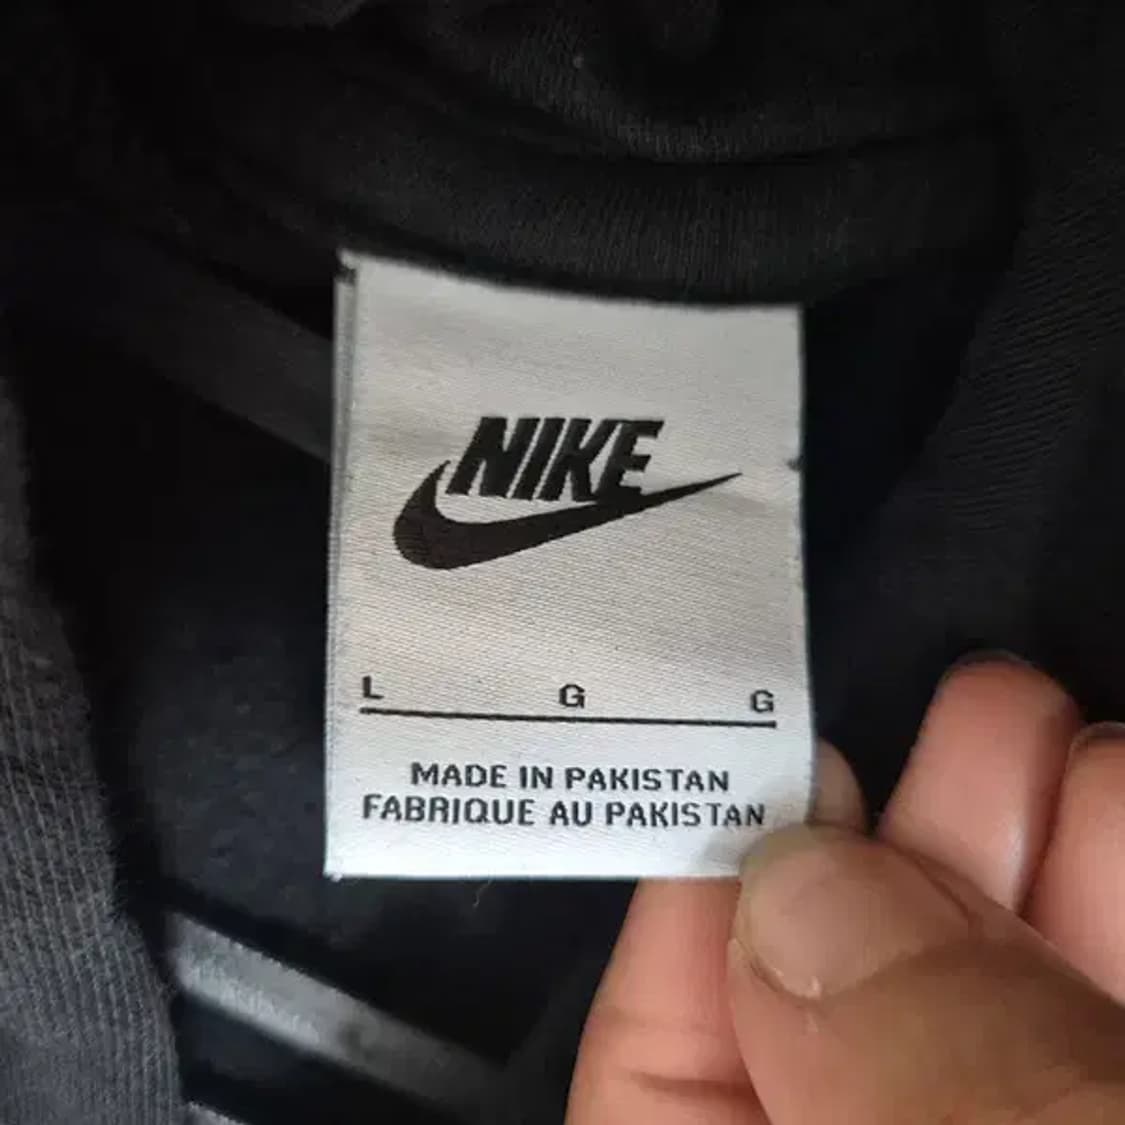 NIKE
L G G
MADE IN PAKISTAN
FABRIQUE AU PAKISTAN